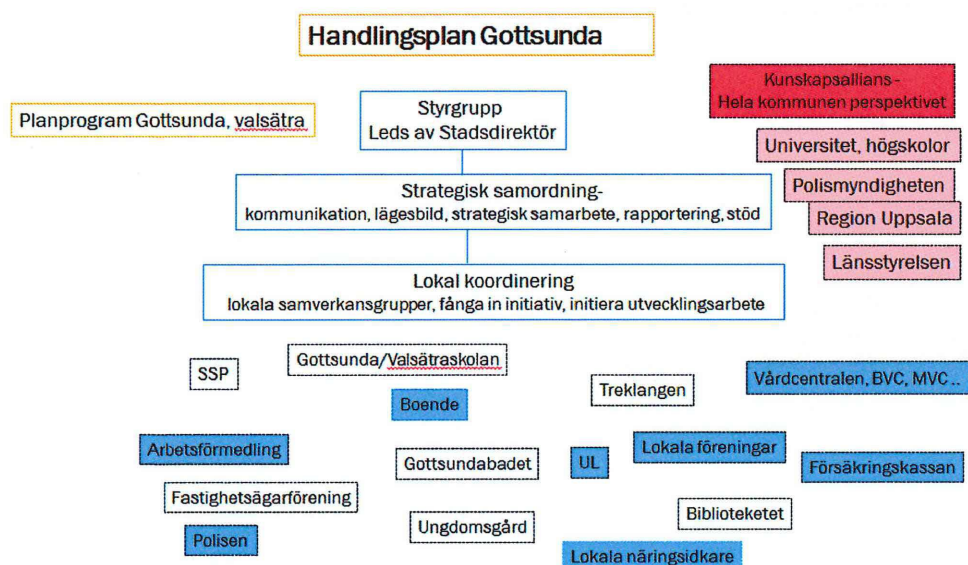 Handlingsplan Gottsunda
Kunskapsallians-
Hela kommunen perspektivet
Styrgrupp
Leds av Stadsdirektör
Planprogram Gottsunda, valsätra
Universitet, högskolor
Strategisk samordning-
kommunikation, lägesbild, strategisk samarbete, rapportering, stöd
Polismyndigheten
Region Uppsala
Länsstyrelsen
Lokal koordinering
lokala samverkansgrupper, fånga in initiativ, initiera utvecklingsarbete
Gottsunda/Valsätraskolan
SSP
Treklangen
Vårdcentralen, BVC, MVC ..
Boende
Arbetsförmedling
Gottsundabadet
UL
Lokala föreningar
Försäkringskassan
Fastighetsägarförening
Biblioteketet
Ungdomsgård
Polisen
Lokala näringsidkare